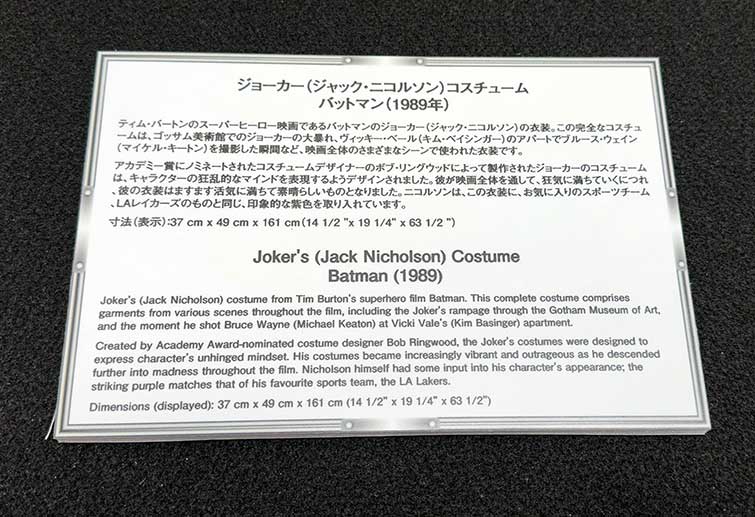 ジョーカー(ジャック・ニコルソン)コスチューム
バットマン(1989年)
ティム・バートンのスーパーヒーロー映画であるバットマンのジョーカー(ジャック・ニコルソン)の衣装。この完全なコスチュ
ームは、ゴッサム美術館でのジョーカーの大暴れ、ヴィッキー・ベール(キム・ベイシンガー)のアパートでブルース・ウェイン
(マイケル・キートン)を撮影した瞬間など、映画全体のさまざまなシーンで使われた衣装です。
アカデミー賞にノミネートされたコスチュームデザイナーのボブ・リングウッドによって製作されたジョーカーのコスチューム
は、キャラクターの狂乱的なマインドを表現するようデザインされました。彼が映画全体を通して、狂気に満ちていくにつれ
、彼の衣装はますます活気に満ちて素晴らしいものとなりました。ニコルソンは、この衣装に、お気に入りのスポーツチーム
、LAレイカーズのものと同じ、印象的な紫色を取り入れています。
寸法(表示):37 cm x 49 cm x 161 cm(14 1/2 "x 19 1/4" x 63 1/2 ")
Joker's (Jack Nicholson) Costume
Batman (1989)
Joker's (Jack Nicholson) costume from Tim Burton's superhero film Batman. This complete costume comprises
garments from various scenes throughout the film, including the Joker's rampage through the Gotham Museum of Art,
and the moment he shot Bruce Wayne (Michael Keaton) at Vicki Vale's (Kim Basinger) apartment.
Created by Academy Award-nominated costume designer Bob Ringwood, the Joker's costumes were designed to
express character's unhinged mindset. His costumes became increasingly vibrant and outrageous as he descended
further into madness throughout the film. Nicholson himself had some input into his character's appearance; the
striking purple matches that of his favourite sports team, the LA Lakers.
Dimensions (displayed): 37 cm x 49 cm x 161 cm (14 1/2" x 19 1/4" x 63 1/2")